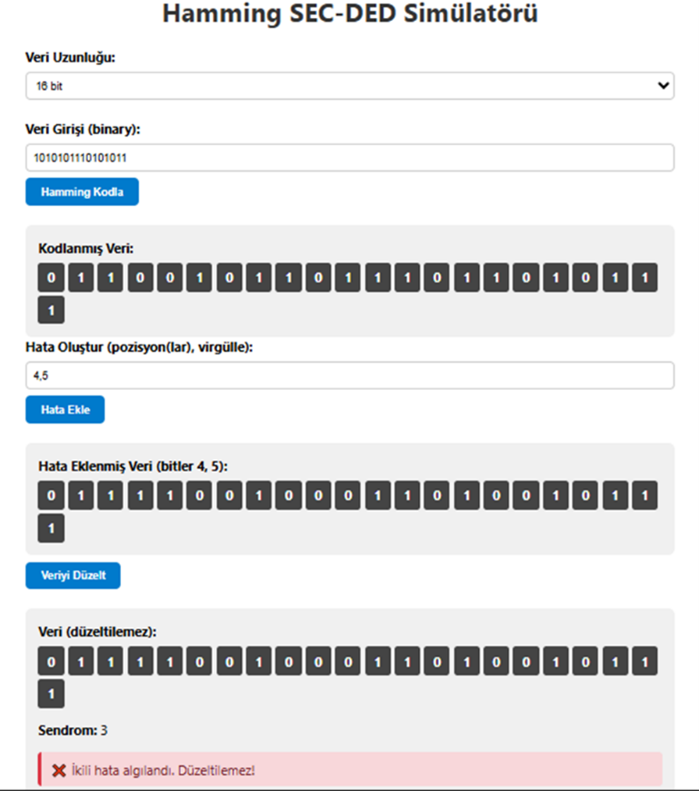 Hamming SEC-DED Simülatörü
Veri Uzunluğu:
16 bit
Veri Girişi (binary):
1010101110101011
Hamming Kodla
Kodlanmış Veri:
0 1 1 0 0 1 0 1 1 0 1 1 1 0 1 1 0 1 0 1 1
1
Hata Oluştur (pozisyon(lar), virgülle):
4,5
Hata Ekle
Hata Eklenmiş Veri (bitler 4, 5):
0 1 1 1 1 0 0 1 0 0 0 1 1 0 1 0 0 1 0 1 1
1
Veriyi Düzelt
Veri (düzeltilemez):
0 1 1 1 1 0 0 1 0 0 0 1 1 0 1 0 0 1 0 1 1
1
Sendrom: 3
❌ İkili hata algılandı. Düzeltilemez!